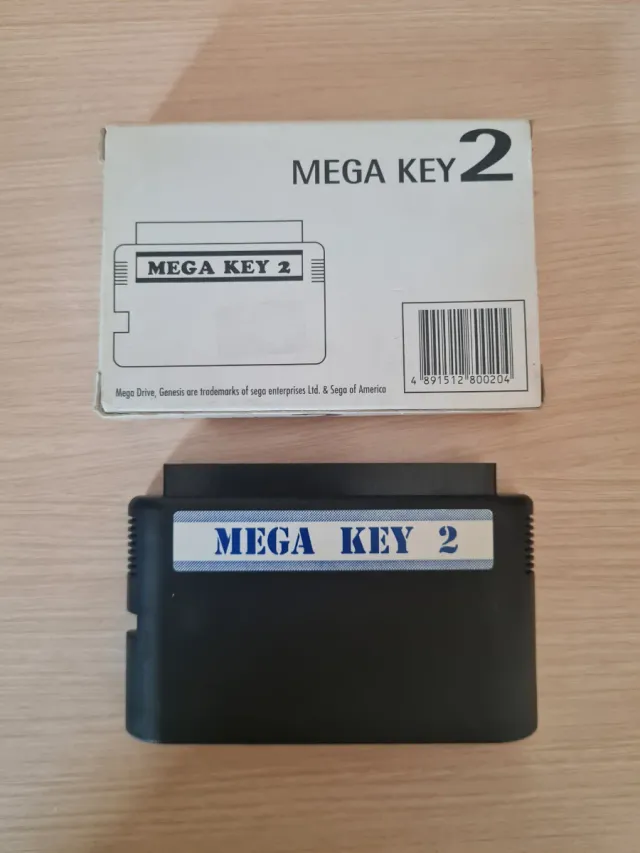 MEGA KEY 2
MEGA KEY 2
Mega Drive, Genesis are trademarks of sega enterprises Ltd. & Sega of America
4 891512 800204
MEGA KEY 2